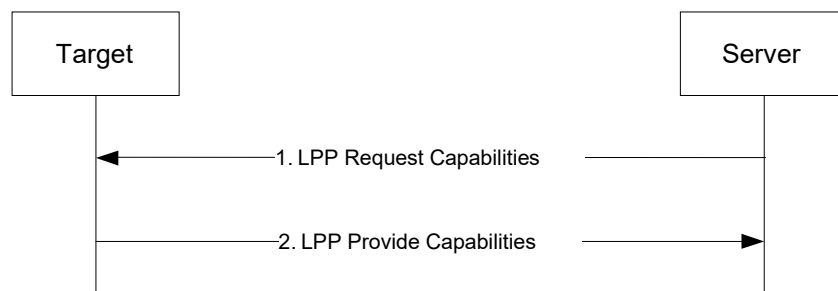 Target
Server
1. LPP Request Capabilities
2. LPP Provide Capabilities